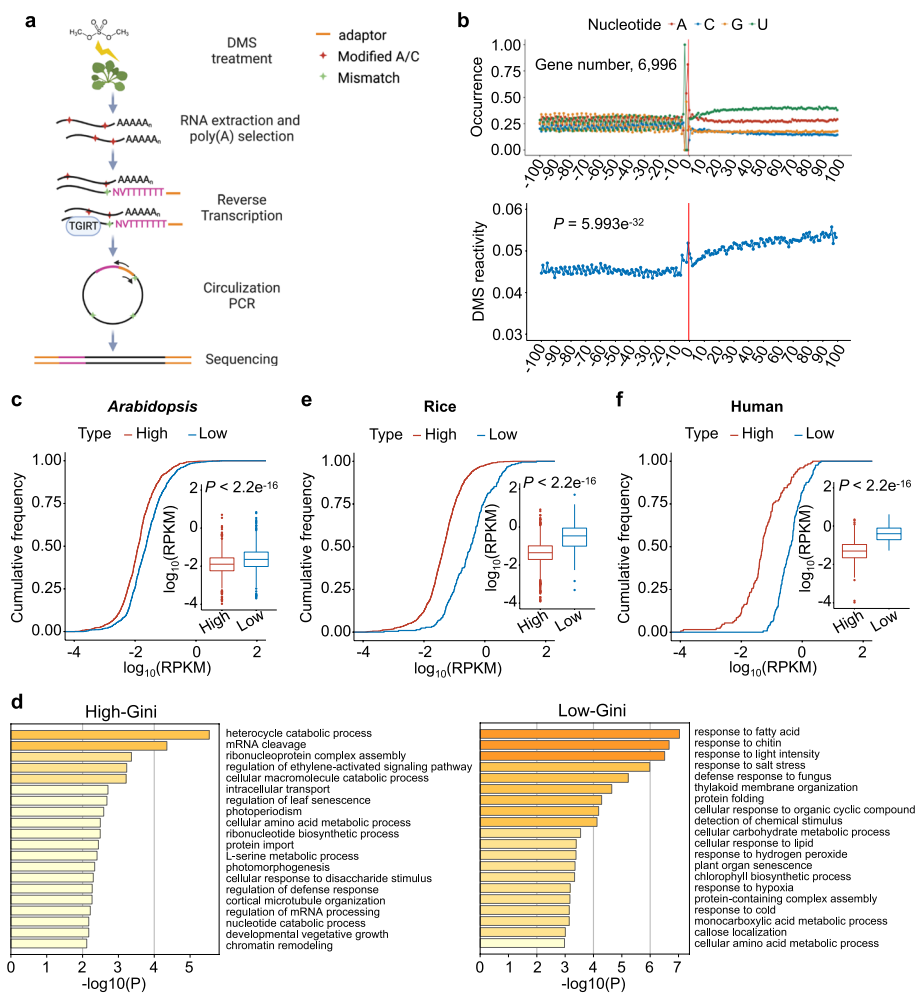 a
H₃C
O
O
S
O
O
CH₃
DMS
treatment
adaptor
Modified A/C
Mismatch
AAAAAn
AAAAAn
RNA extraction and
poly(A) selection
AAAAAn
NVTTTTTT
AAAAAn
TGIRT
NVTTTTTT
Reverse
Transcription
Circulization
PCR
Sequencing
b
Nucleotide A C G U
Gene number, 6,996
Occurrence
1.00
0.75
0.50
0.25
0.00
-100 -90 -80 -70 -60 -50 -40 -30 -20 -10 0 10 20 30 40 50 60 70 80 90 100
P = 5.993e-32
DMS reactivity
0.06
0.05
0.04
0.03
-100 -90 -80 -70 -60 -50 -40 -30 -20 -10 0 10 20 30 40 50 60 70 80 90 100
c
Arabidopsis
Type High Low
Cumulative frequency
1.00
0.75
0.50
0.25
0.00
-4 -2 0 2
log10(RPKM)
P < 2.2e-16
log10(RPKM)
2
0
-2
-4
High Low
e
Rice
Type High Low
Cumulative frequency
1.00
0.75
0.50
0.25
0.00
-4 -2 0 2
log10(RPKM)
P < 2.2e-16
log10(RPKM)
2
0
-2
-4
High Low
f
Human
Type High Low
Cumulative frequency
1.00
0.75
0.50
0.25
0.00
-4 -2 0 2
log10(RPKM)
P < 2.2e-16
log10(RPKM)
2
0
-2
-4
High Low
d
High-Gini
heterocycle catabolic process
mRNA cleavage
ribonucleoprotein complex assembly
regulation of ethylene-activated signaling pathway
cellular macromolecule catabolic process
intracellular transport
regulation of leaf senescence
photoperiodism
cellular amino acid metabolic process
ribonucleotide biosynthetic process
protein import
L-serine metabolic process
photomorphogenesis
cellular response to disaccharide stimulus
regulation of defense response
cortical microtubule organization
regulation of mRNA processing
nucleotide catabolic process
developmental vegetative growth
chromatin remodeling
0 1 2 3 4 5
-log10(P)
Low-Gini
response to fatty acid
response to chitin
response to light intensity
response to salt stress
defense response to fungus
thylakoid membrane organization
protein folding
cellular response to organic cyclic compound
detection of chemical stimulus
cellular carbohydrate metabolic process
cellular response to lipid
response to hydrogen peroxide
plant organ senescence
chlorophyll biosynthetic process
response to hypoxia
protein-containing complex assembly
response to cold
monocarboxylic acid metabolic process
callose localization
cellular amino acid metabolic process
0 1 2 3 4 5 6 7
-log10(P)